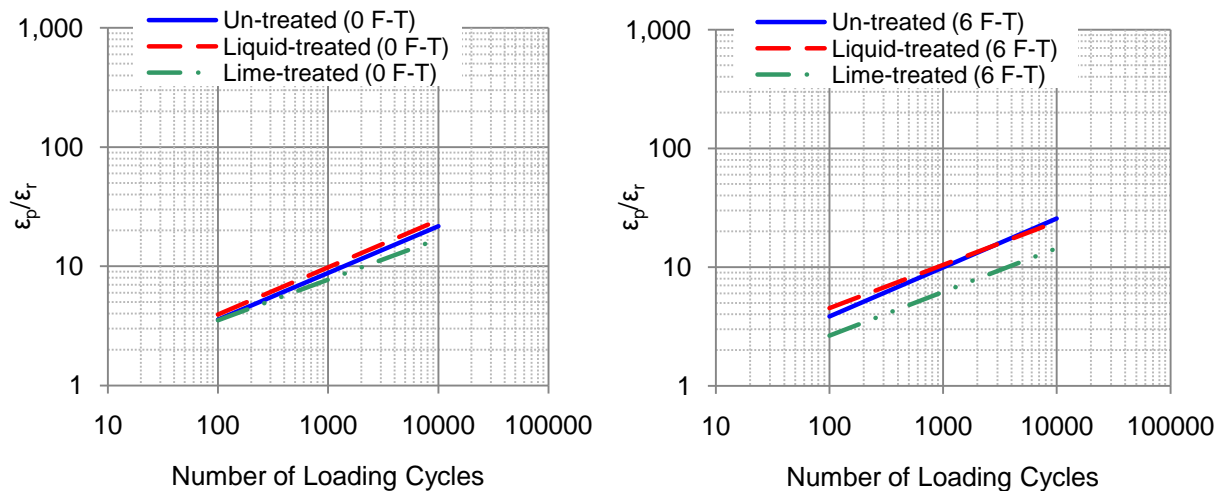 Un-treated (0 F-T)
Liquid-treated (0 F-T)
Lime-treated (0 F-T)
1,000
100
10
1
εp/εr
10 100 1000 10000 100000
Number of Loading Cycles
Un-treated (6 F-T)
Liquid-treated (6 F-T)
Lime-treated (6 F-T)
1,000
100
10
1
εp/εr
10 100 1000 10000 100000
Number of Loading Cycles